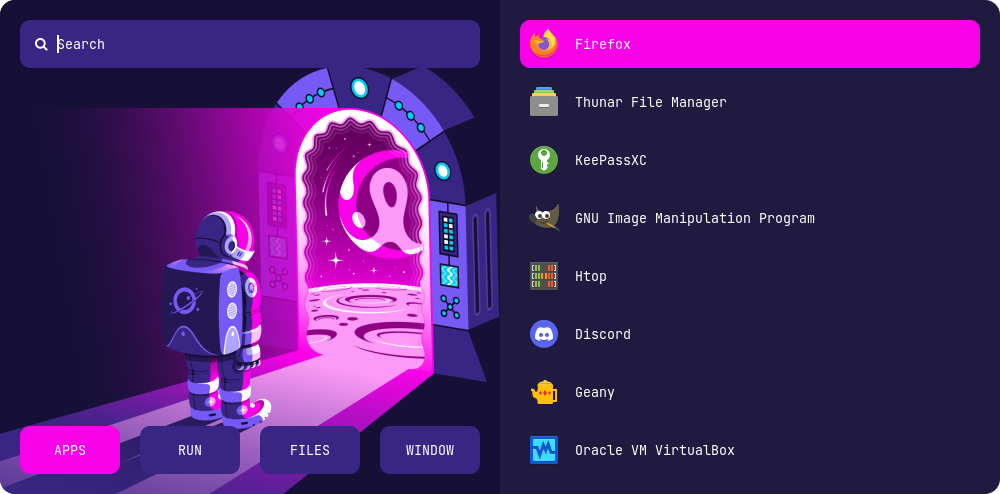 Search
APPS
RUN
FILES
WINDOW
Firefox
Thunar File Manager
KeePassXC
GNU Image Manipulation Program
Htop
Discord
Geany
Oracle VM VirtualBox